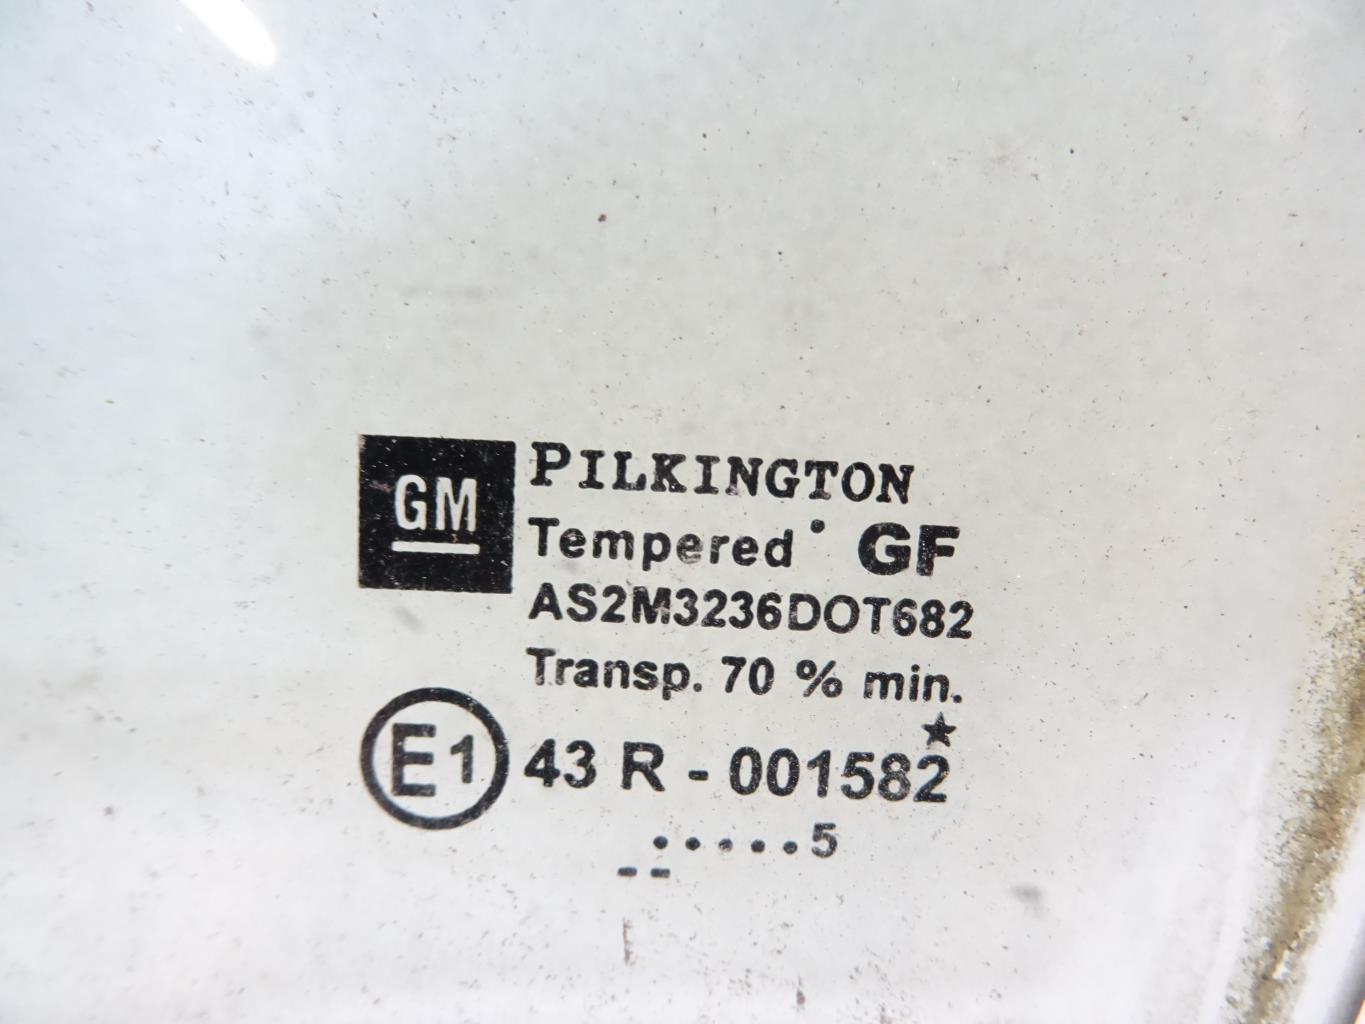 GM
PILKINGTON
Tempered • GF
AS2M3236DOT682
Transp. 70 % min.
E1 43 R - 001582 ★
.....5